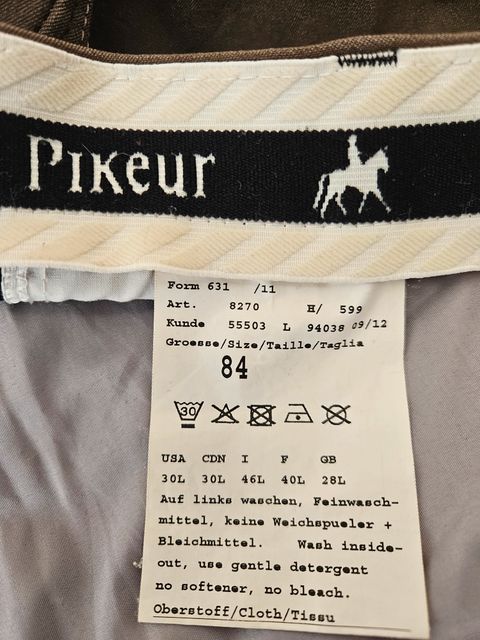 Pikeur
Form 631 /11
Art. 8270 H/ 599
Kunde 55503 L 94038 09/12
Groesse/Size/Taille/Taglia
84
30
USA CDN I F GB
30L 30L 46L 40L 28L
Auf links waschen, Feinwasch-
mittel, keine Weichspueler +
Bleichmittel. Wash inside-
out, use gentle detergent
no softener, no bleach.
Oberstoff/Cloth/Tissu